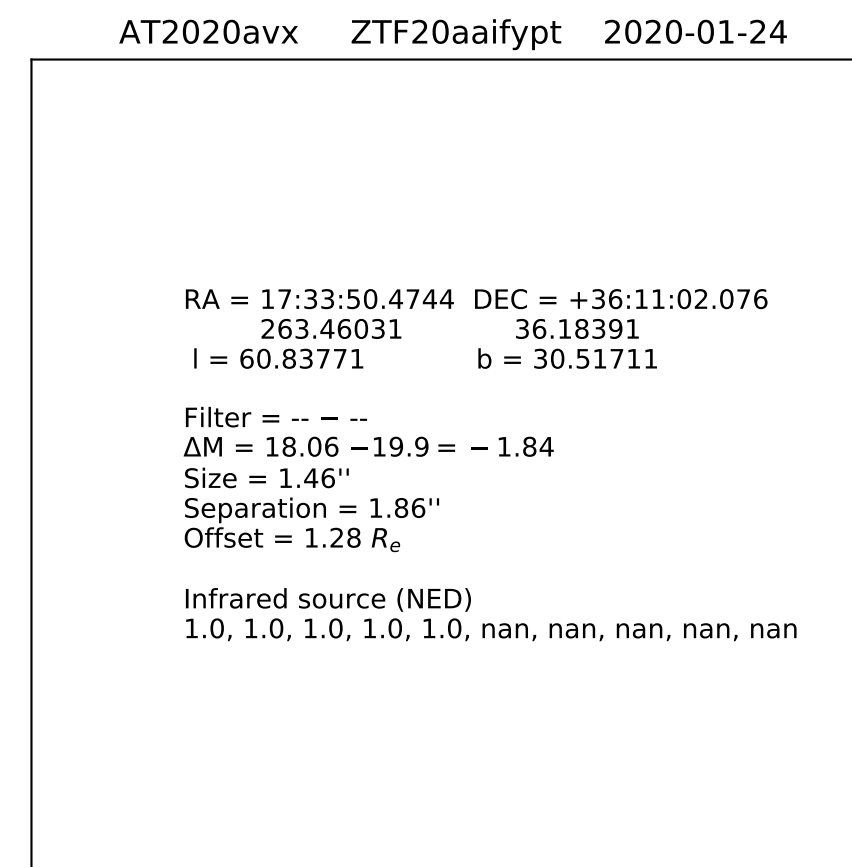 AT2020avx ZTF20aaifypt 2020-01-24
RA = 17:33:50.4744 DEC = +36:11:02.076
263.46031 36.18391
l = 60.83771 b = 30.51711
Filter = -- − --
ΔM = 18.06 −19.9 = −1.84
Size = 1.46''
Separation = 1.86''
Offset = 1.28 Rₑ
Infrared source (NED)
1.0, 1.0, 1.0, 1.0, 1.0, nan, nan, nan, nan, nan